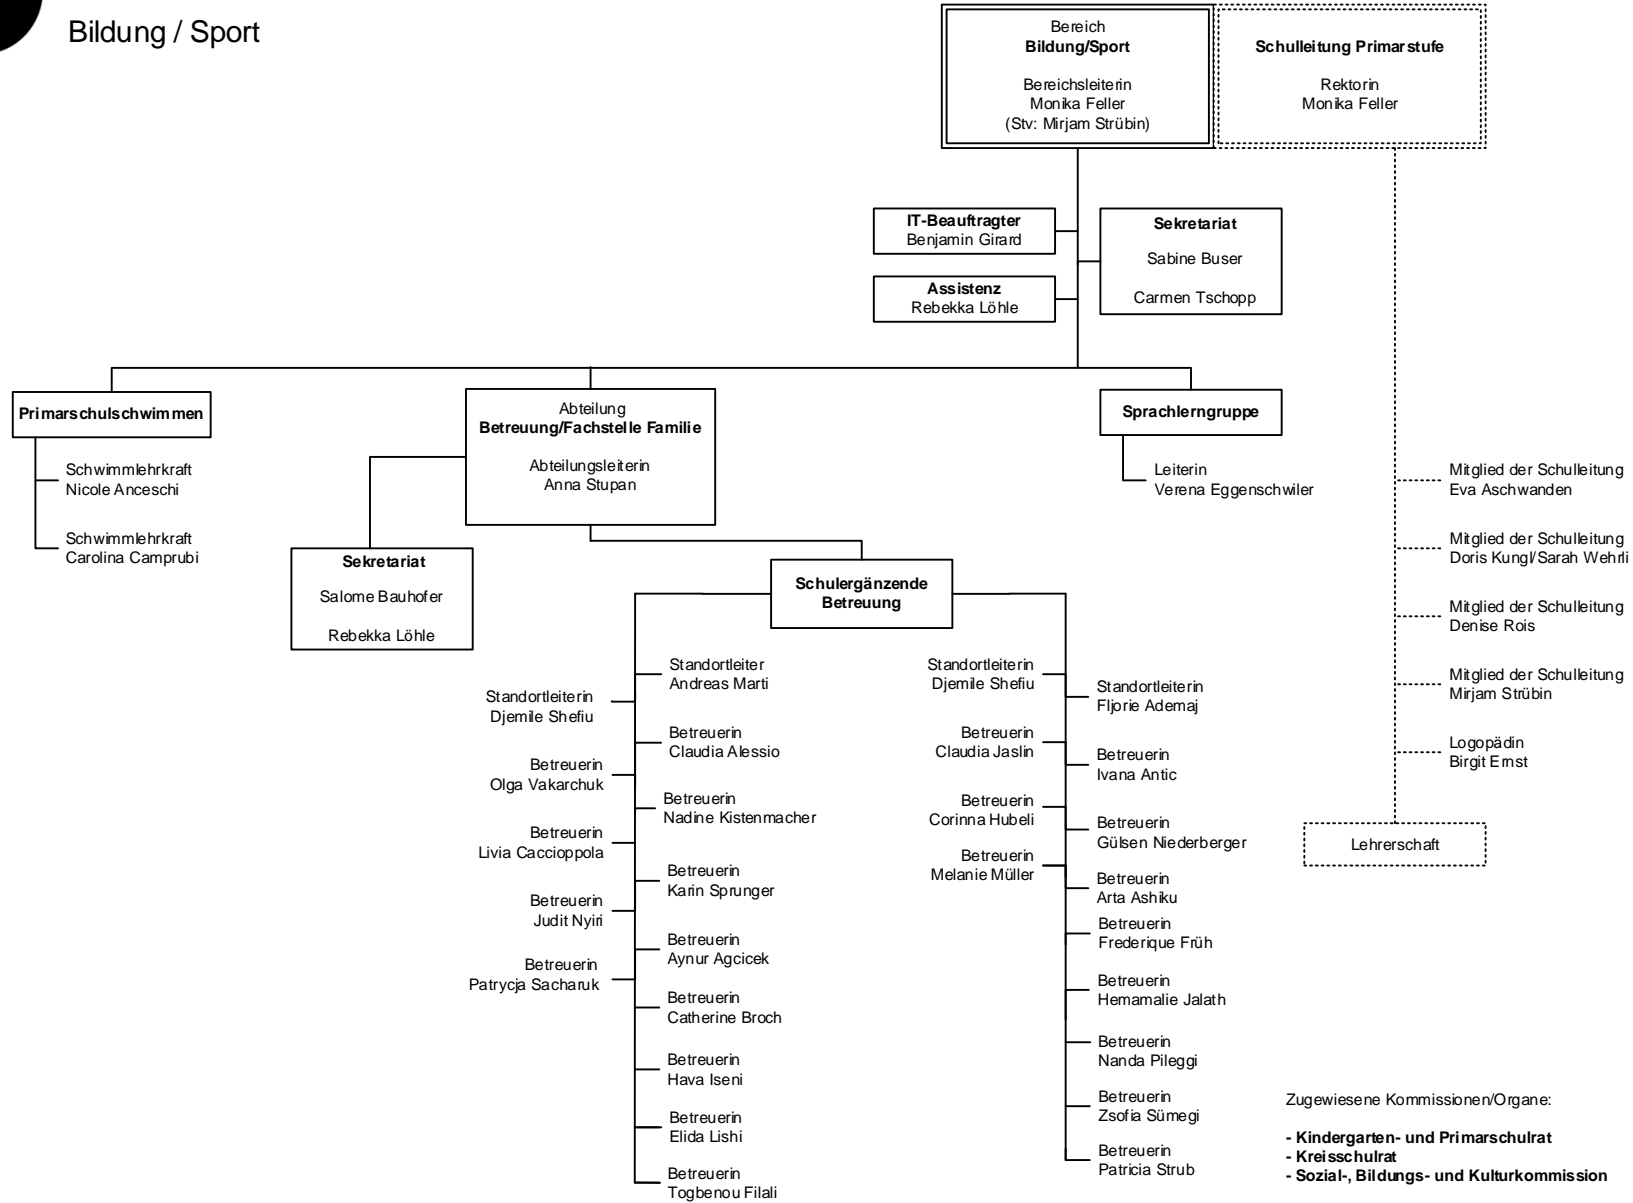 Bildung / Sport
Bereich
Bildung/Sport
Bereichsleiterin
Monika Feller
(Stv: Mirjam Strübin)
Schulleitung Primarstufe
Rektorin
Monika Feller
IT-Beauftragter
Benjamin Girard
Assistenz
Rebekka Löhle
Sekretariat
Sabine Buser
Carmen Tschopp
Primarschulschwimmen
Schwimmlehrkraft
Nicole Anceschi
Schwimmlehrkraft
Carolina Camprubi
Abteilung
Betreuung/Fachstelle Familie
Abteilungsleiterin
Anna Stupan
Sekretariat
Salome Bauhofer
Rebekka Löhle
Sprachlerngruppe
Leiterin
Verena Eggenschwiler
Schulergänzende
Betreuung
Standortleiterin
Djemile Shefiu
Betreuerin
Olga Vakarchuk
Betreuerin
Livia Caccioppola
Betreuerin
Judit Nyiri
Betreuerin
Patrycja Sacharuk
Standortleiter
Andreas Marti
Betreuerin
Claudia Alessio
Betreuerin
Nadine Kistenmacher
Betreuerin
Karin Sprunger
Betreuerin
Aynur Agcicek
Betreuerin
Catherine Broch
Betreuerin
Hava Iseni
Betreuerin
Elida Lishi
Betreuerin
Togbenou Filali
Standortleiterin
Djemile Shefiu
Betreuerin
Claudia Jaslin
Betreuerin
Corinna Hubeli
Betreuerin
Melanie Müller
Standortleiterin
Fljorie Ademaj
Betreuerin
Ivana Antic
Betreuerin
Gülsen Niederberger
Betreuerin
Arta Ashiku
Betreuerin
Frederique Früh
Betreuerin
Hemamalie Jalath
Betreuerin
Nanda Pileggi
Betreuerin
Zsofia Sümegi
Betreuerin
Patricia Strub
Mitglied der Schulleitung
Eva Aschwanden
Mitglied der Schulleitung
Doris Kungl/Sarah Wehrli
Mitglied der Schulleitung
Denise Rois
Mitglied der Schulleitung
Mirjam Strübin
Logopädin
Birgit Ernst
Lehrerschaft
Zugewiesene Kommissionen/Organe:
- Kindergarten- und Primarschulrat
- Kreisschulrat
- Sozial-, Bildungs- und Kulturkommission